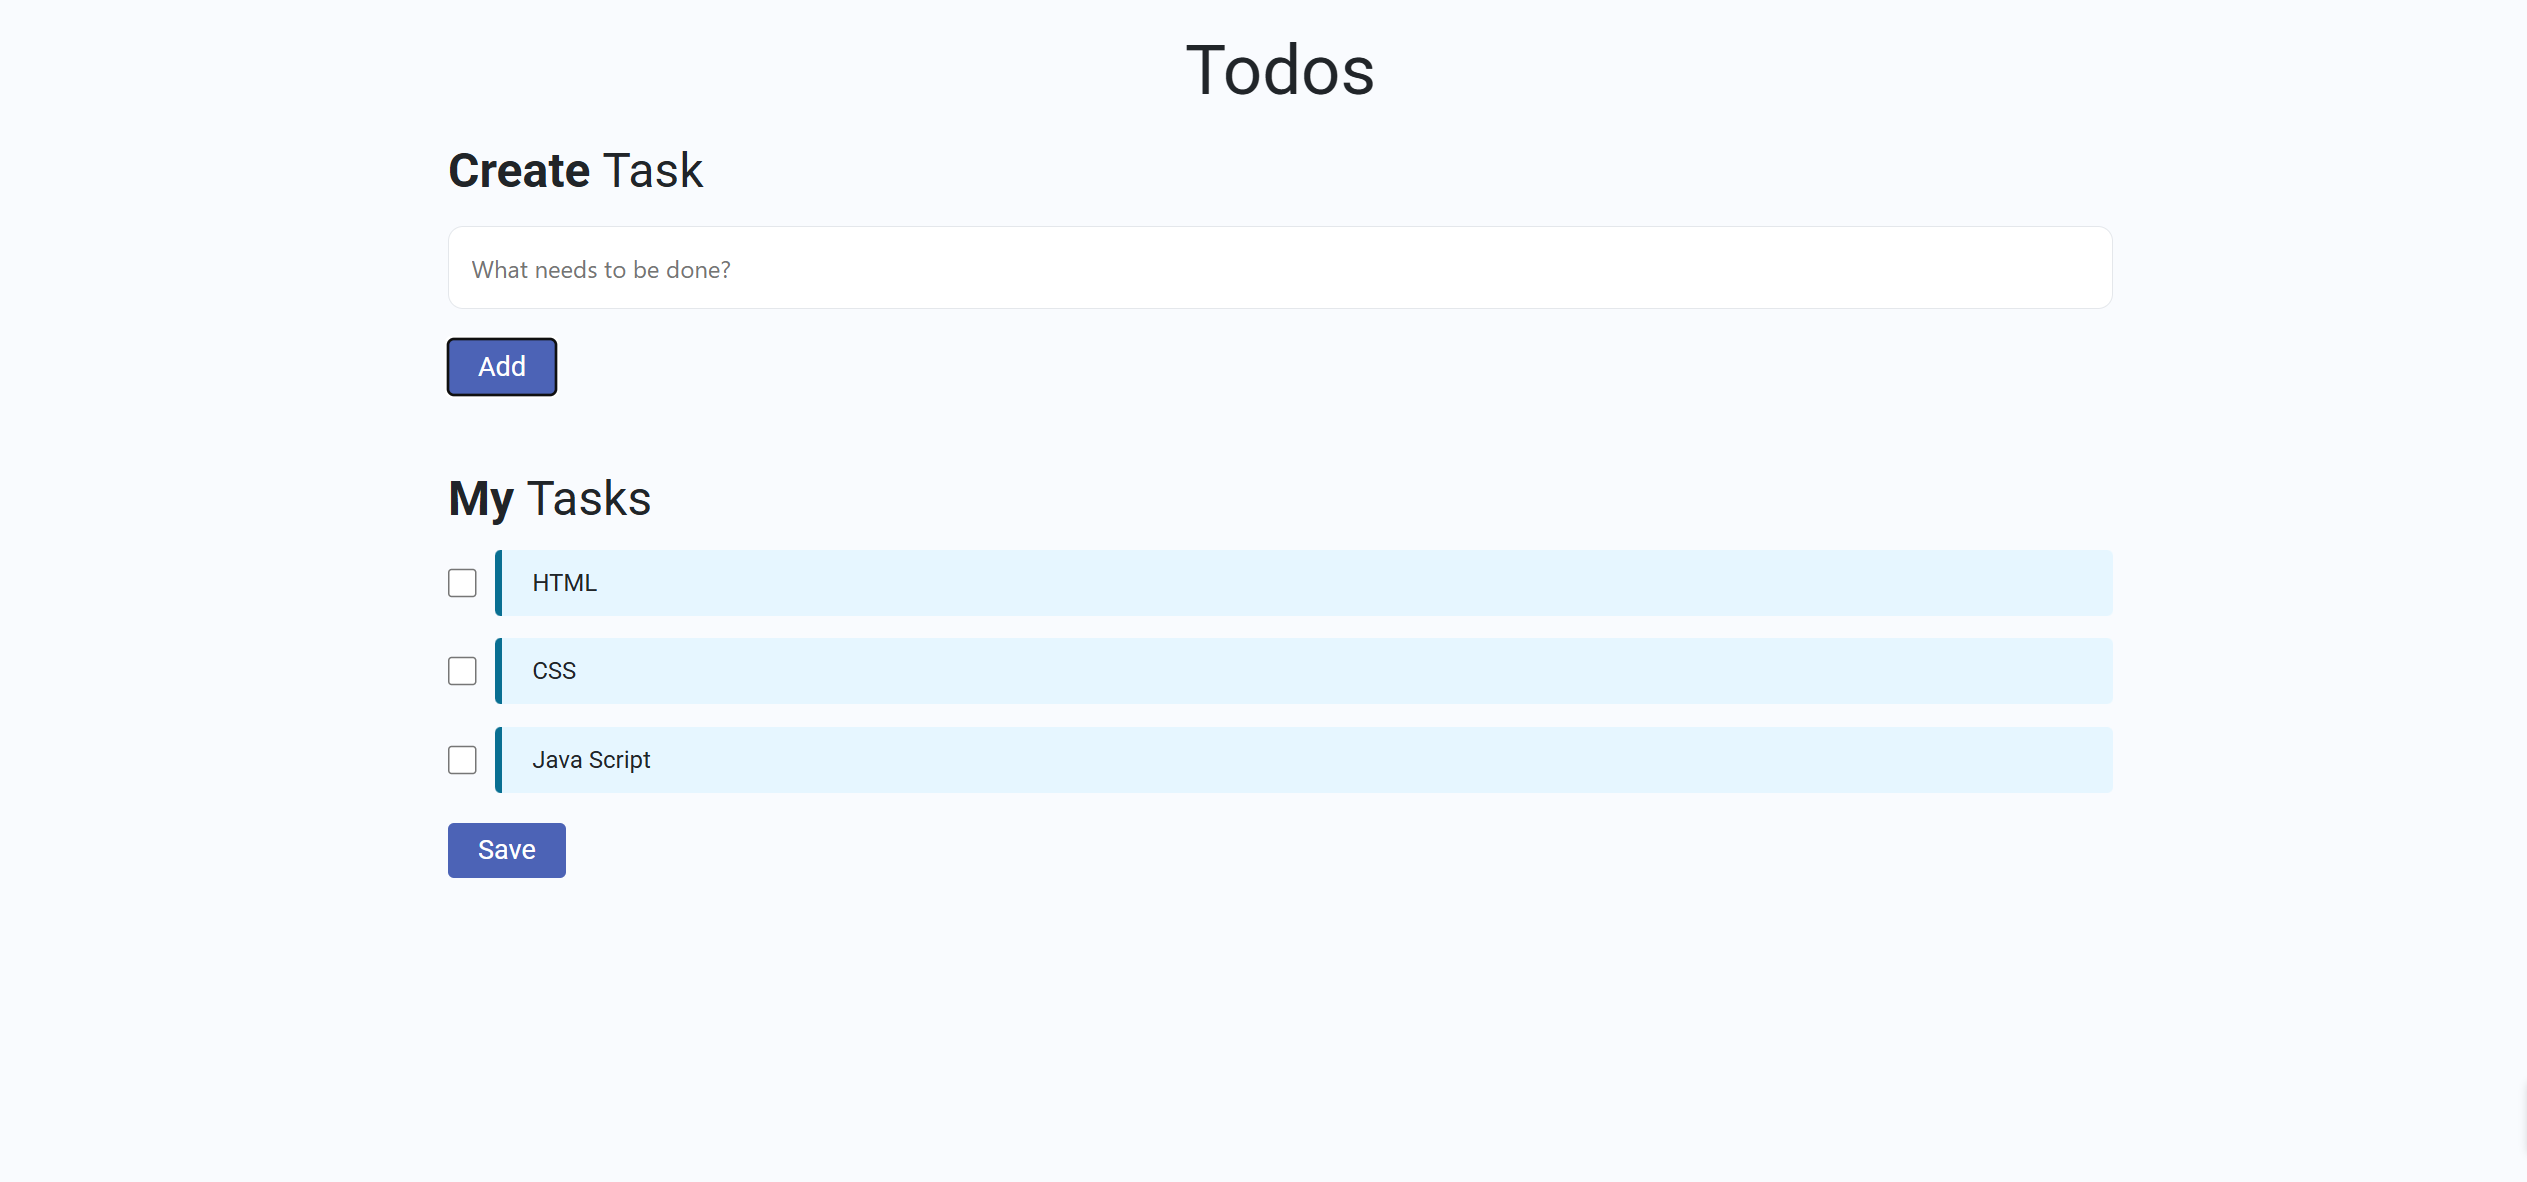 Todos
Create Task
What needs to be done?
Add
My Tasks
HTML
CSS
Java Script
Save